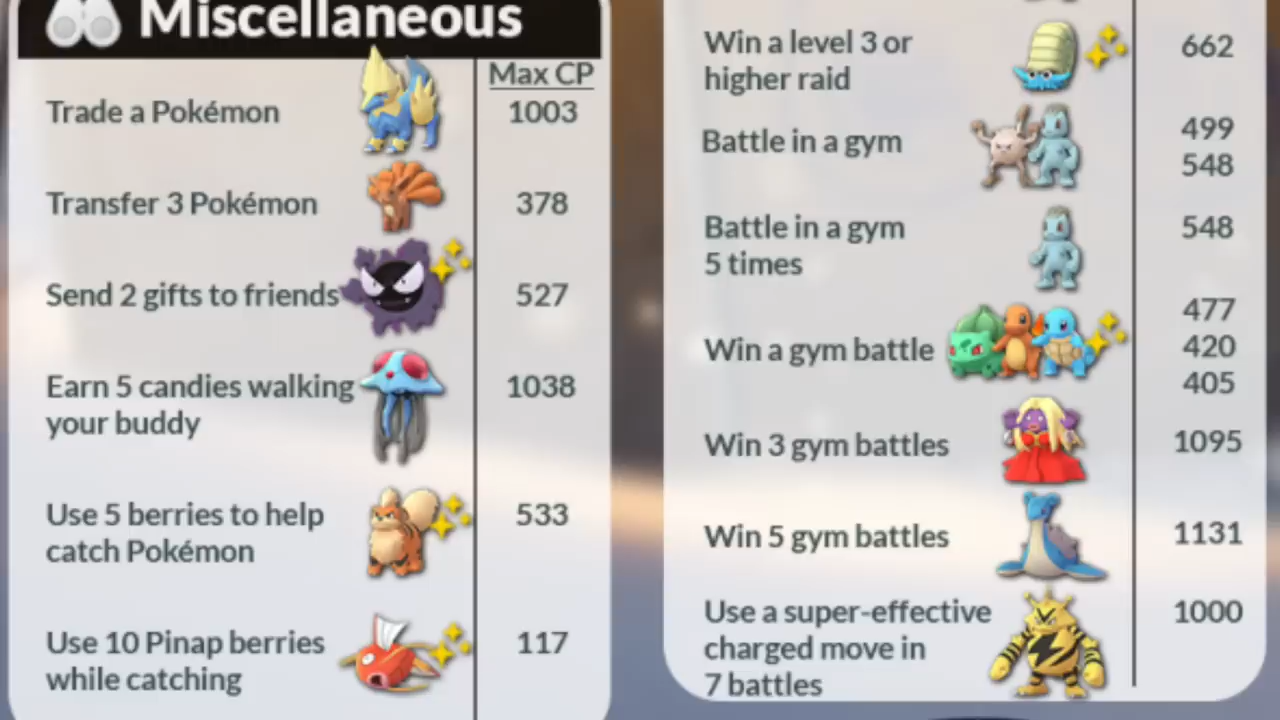 Miscellaneous
Max CP
Trade a Pokémon 1003
Transfer 3 Pokémon 378
Send 2 gifts to friends 527
Earn 5 candies walking 1038
your buddy
Use 5 berries to help 533
catch Pokémon
Use 10 Pinap berries 117
while catching
Win a level 3 or 662
higher raid
Battle in a gym 499
548
Battle in a gym 548
5 times
477
Win a gym battle 420
405
Win 3 gym battles 1095
Win 5 gym battles 1131
Use a super-effective 1000
charged move in
7 battles